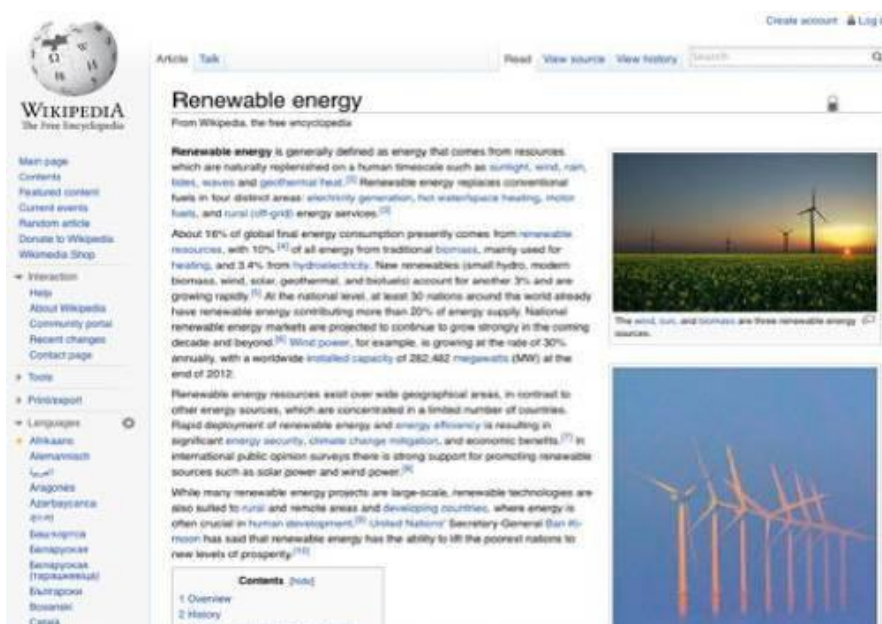 Create account Log
Article Talk Read View source View history Search
WIKIPEDIA
The Free Encyclopedia
Main page
Contents
Featured content
Current events
Random article
Donate to Wikipedia
Wikimedia Shop
Interaction
Help
About Wikipedia
Community portal
Recent changes
Contact page
Tools
Print/export
Languages
Afrikaans
Alemannisch
العربية
Aragonés
Azərbaycanca
বাংলা
Башҡортса
Беларуская
Беларуская
(тарашкевіца)
Български
Bosanski
Català
Renewable energy
From Wikipedia, the free encyclopedia
Renewable energy is generally defined as energy that comes from resources
which are naturally replenished on a human timescale such as sunlight, wind, rain,
tides, waves and geothermal heat.[2] Renewable energy replaces conventional
fuels in four distinct areas: electricity generation, hot water/space heating, motor
fuels, and rural (off-grid) energy services.[3]
About 16% of global final energy consumption presently comes from renewable
resources, with 10% [4] of all energy from traditional biomass, mainly used for
heating, and 3.4% from hydroelectricity. New renewables (small hydro, modern
biomass, wind, solar, geothermal, and biofuels) account for another 3% and are
growing rapidly.[5] At the national level, at least 30 nations around the world already
have renewable energy contributing more than 20% of energy supply. National
renewable energy markets are projected to continue to grow strongly in the coming
decade and beyond.[6] Wind power, for example, is growing at the rate of 30%
annually, with a worldwide installed capacity of 282,482 megawatts (MW) at the
end of 2012.
Renewable energy resources exist over wide geographical areas, in contrast to
other energy sources, which are concentrated in a limited number of countries.
Rapid deployment of renewable energy and energy efficiency is resulting in
significant energy security, climate change mitigation, and economic benefits.[7] In
international public opinion surveys there is strong support for promoting renewable
sources such as solar power and wind power.[8]
While many renewable energy projects are large-scale, renewable technologies are
also suited to rural and remote areas and developing countries, where energy is
often crucial in human development.[9] United Nations' Secretary-General Ban Ki-
moon has said that renewable energy has the ability to lift the poorest nations to
new levels of prosperity.[10]
Contents [hide]
1 Overview
2 History
The wind, sun, and biomass are three renewable energy
sources.